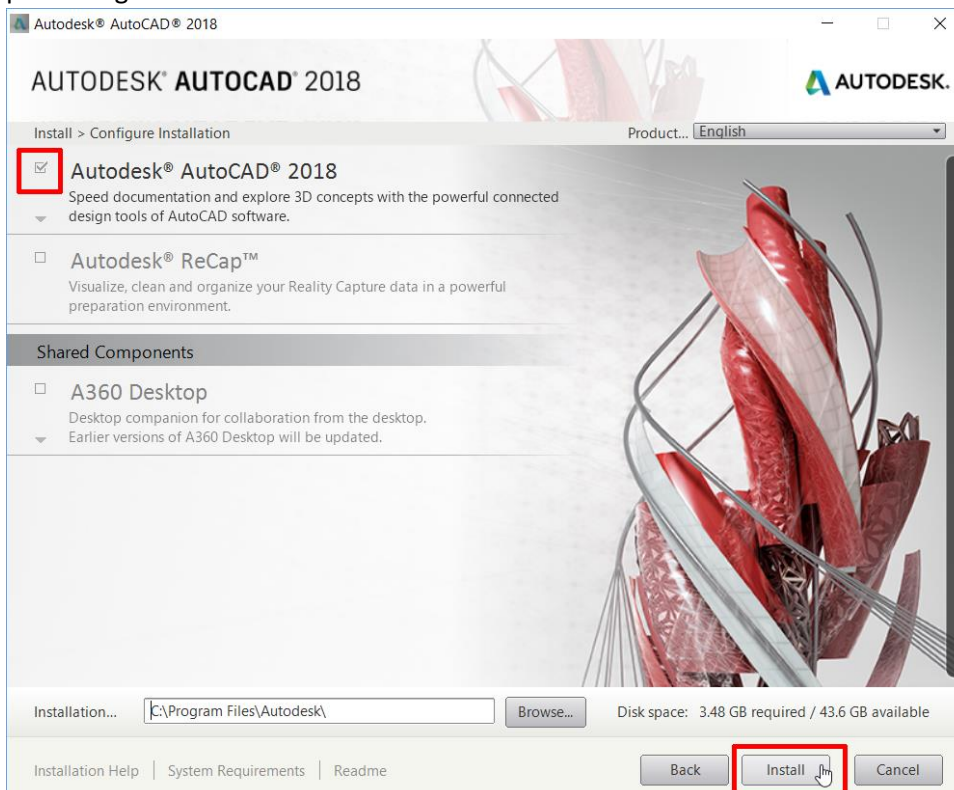 Autodesk® AutoCAD® 2018
AUTODESK® AUTOCAD® 2018
AUTODESK.
Install > Configure Installation
Product... English
Autodesk® AutoCAD® 2018
Speed documentation and explore 3D concepts with the powerful connected
design tools of AutoCAD software.
Autodesk® ReCap™
Visualize, clean and organize your Reality Capture data in a powerful
preparation environment.
Shared Components
A360 Desktop
Desktop companion for collaboration from the desktop.
Earlier versions of A360 Desktop will be updated.
Installation... C:\Program Files\Autodesk\ Browse... Disk space: 3.48 GB required / 43.6 GB available
Installation Help | System Requirements | Readme Back Install Cancel